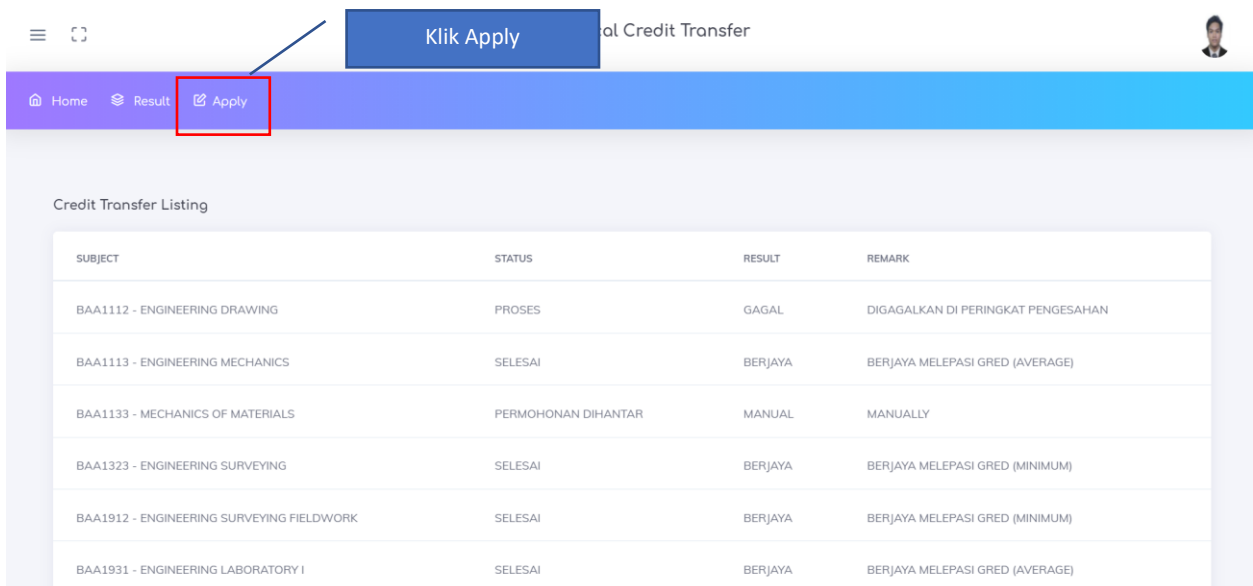 Klik Apply
al Credit Transfer
Home Result Apply
Credit Transfer Listing
SUBJECT STATUS RESULT REMARK
BAA1112 - ENGINEERING DRAWING PROSES GAGAL DIGAGALKAN DI PERINGKAT PENGESAHAN
BAA1113 - ENGINEERING MECHANICS SELESAI BERJAYA BERJAYA MELEPASI GRED (AVERAGE)
BAA1133 - MECHANICS OF MATERIALS PERMOHONAN DIHANTAR MANUAL MANUALLY
BAA1323 - ENGINEERING SURVEYING SELESAI BERJAYA BERJAYA MELEPASI GRED (MINIMUM)
BAA1912 - ENGINEERING SURVEYING FIELDWORK SELESAI BERJAYA BERJAYA MELEPASI GRED (MINIMUM)
BAA1931 - ENGINEERING LABORATORY I SELESAI BERJAYA BERJAYA MELEPASI GRED (AVERAGE)